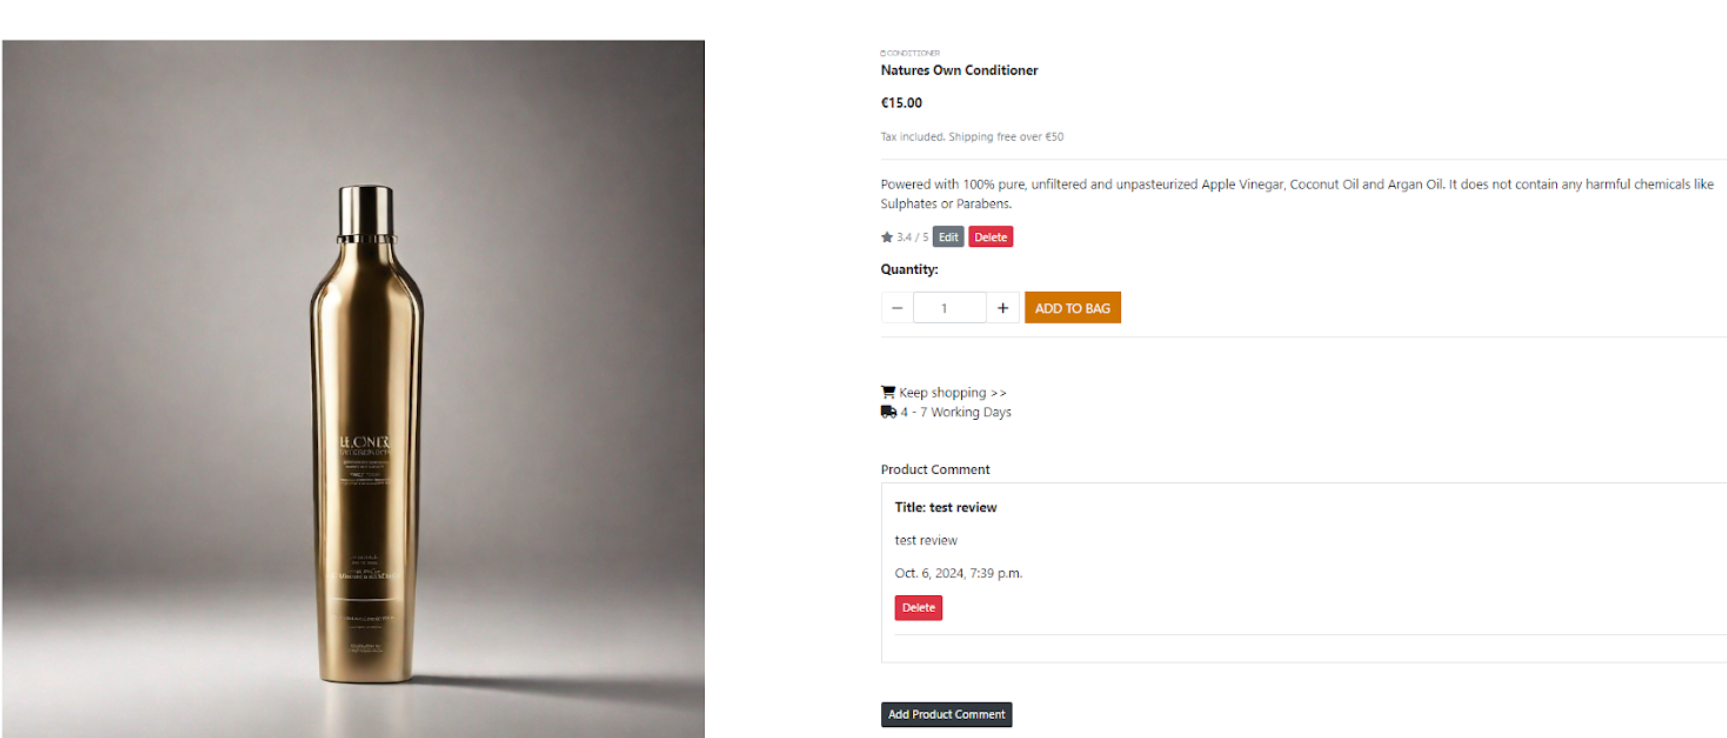 CONDITIONER
Natures Own Conditioner
€15.00
Tax included. Shipping free over €50
Powered with 100% pure, unfiltered and unpasteurized Apple Vinegar, Coconut Oil and Argan Oil. It does not contain any harmful chemicals like
Sulphates or Parabens.
3.4 / 5 Edit Delete
Quantity:
− 1 + ADD TO BAG
Keep shopping >>
4 - 7 Working Days
Product Comment
Title: test review
test review
Oct. 6, 2024, 7:39 p.m.
Delete
Add Product Comment